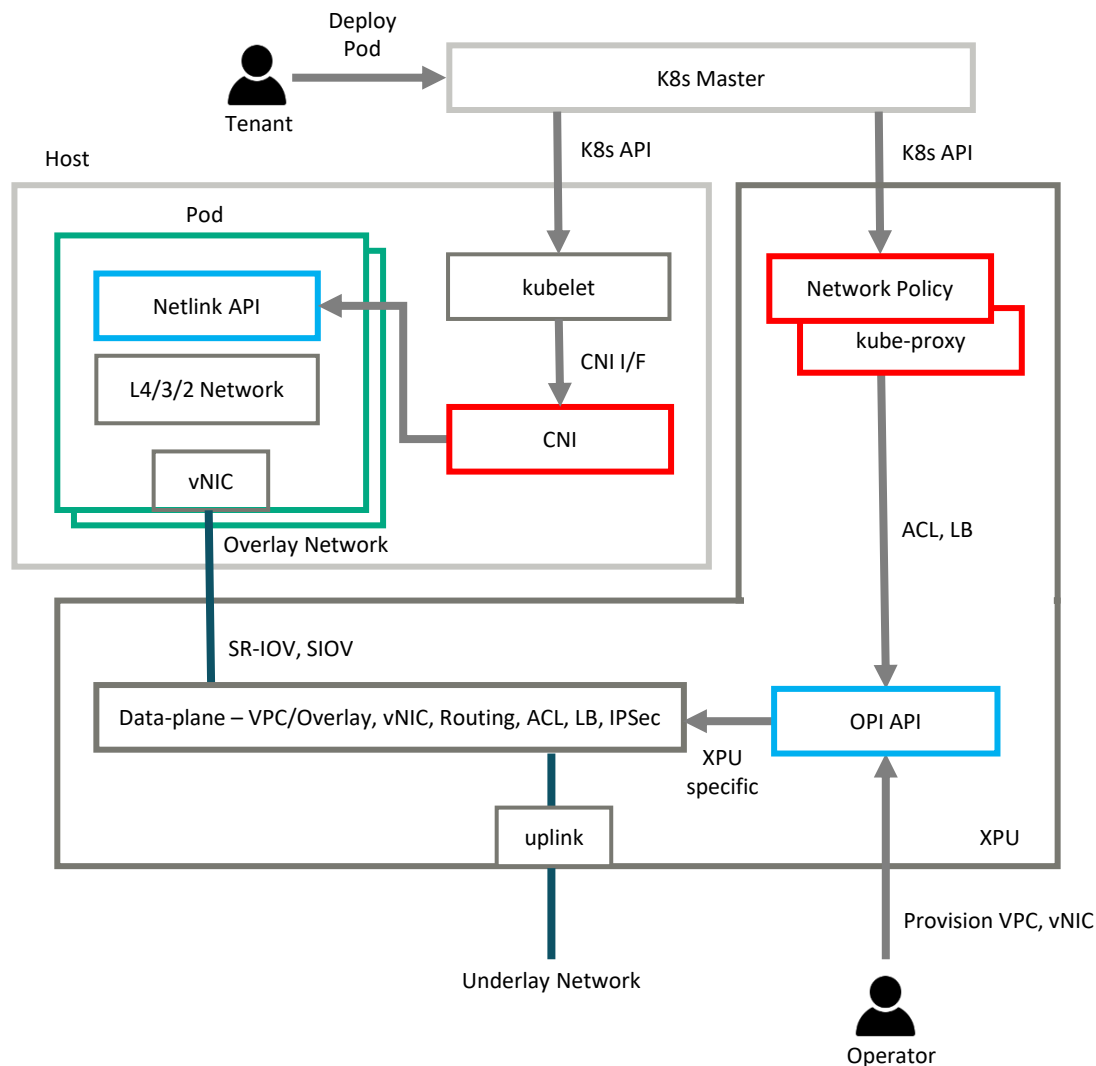 Deploy
Pod
K8s Master
Tenant
K8s API
K8s API
Host
Pod
Netlink API
kubelet
Network Policy
kube-proxy
CNI I/F
L4/3/2 Network
CNI
vNIC
ACL, LB
Overlay Network
SR-IOV, SIOV
Data-plane – VPC/Overlay, vNIC, Routing, ACL, LB, IPSec
OPI API
XPU
specific
uplink
XPU
Provision VPC, vNIC
Underlay Network
Operator